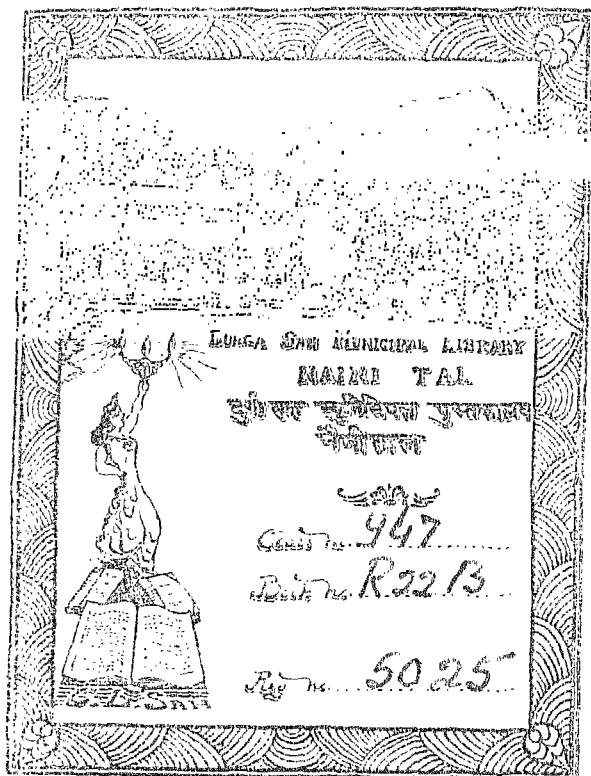 DURGA SAH MUNICIPAL LIBRARY
NAINI TAL
दुर्गासाह म्यूनिसिपल पुस्तकालय
नैनीताल
Class no. 947
Book no. R22B
Reg no. 5025